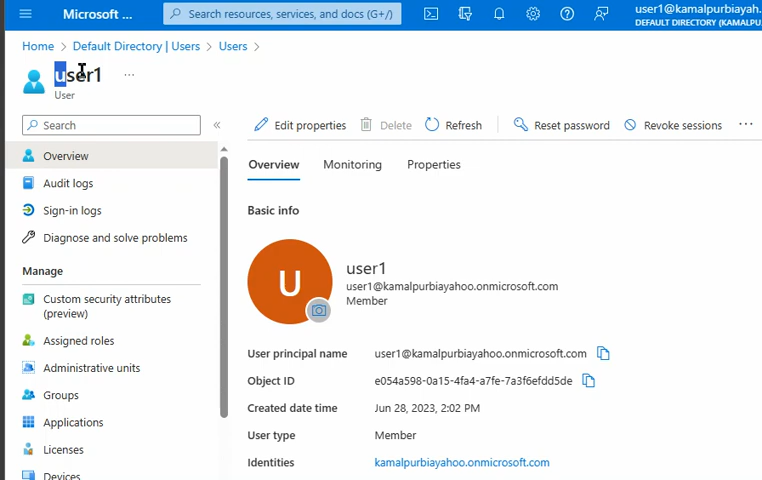 Microsoft ...
Search resources, services, and docs (G+/)
user1@kamalpurbiayah.
DEFAULT DIRECTORY (KAMALP
Home > Default Directory | Users > Users >
user1 ...
User
Search
«
Edit properties
Delete
Refresh
Reset password
Revoke sessions
...
Overview
Audit logs
Sign-in logs
Diagnose and solve problems
Manage
Custom security attributes
(preview)
Assigned roles
Administrative units
Groups
Applications
Licenses
Devices
Overview
Monitoring
Properties
Basic info
U
user1
user1@kamalpurbiayahoo.onmicrosoft.com
Member
User principal name user1@kamalpurbiayahoo.onmicrosoft.com
Object ID e054a598-0a15-4fa4-a7fe-7a3f6efdd5de
Created date time Jun 28, 2023, 2:02 PM
User type Member
Identities kamalpurbiayahoo.onmicrosoft.com